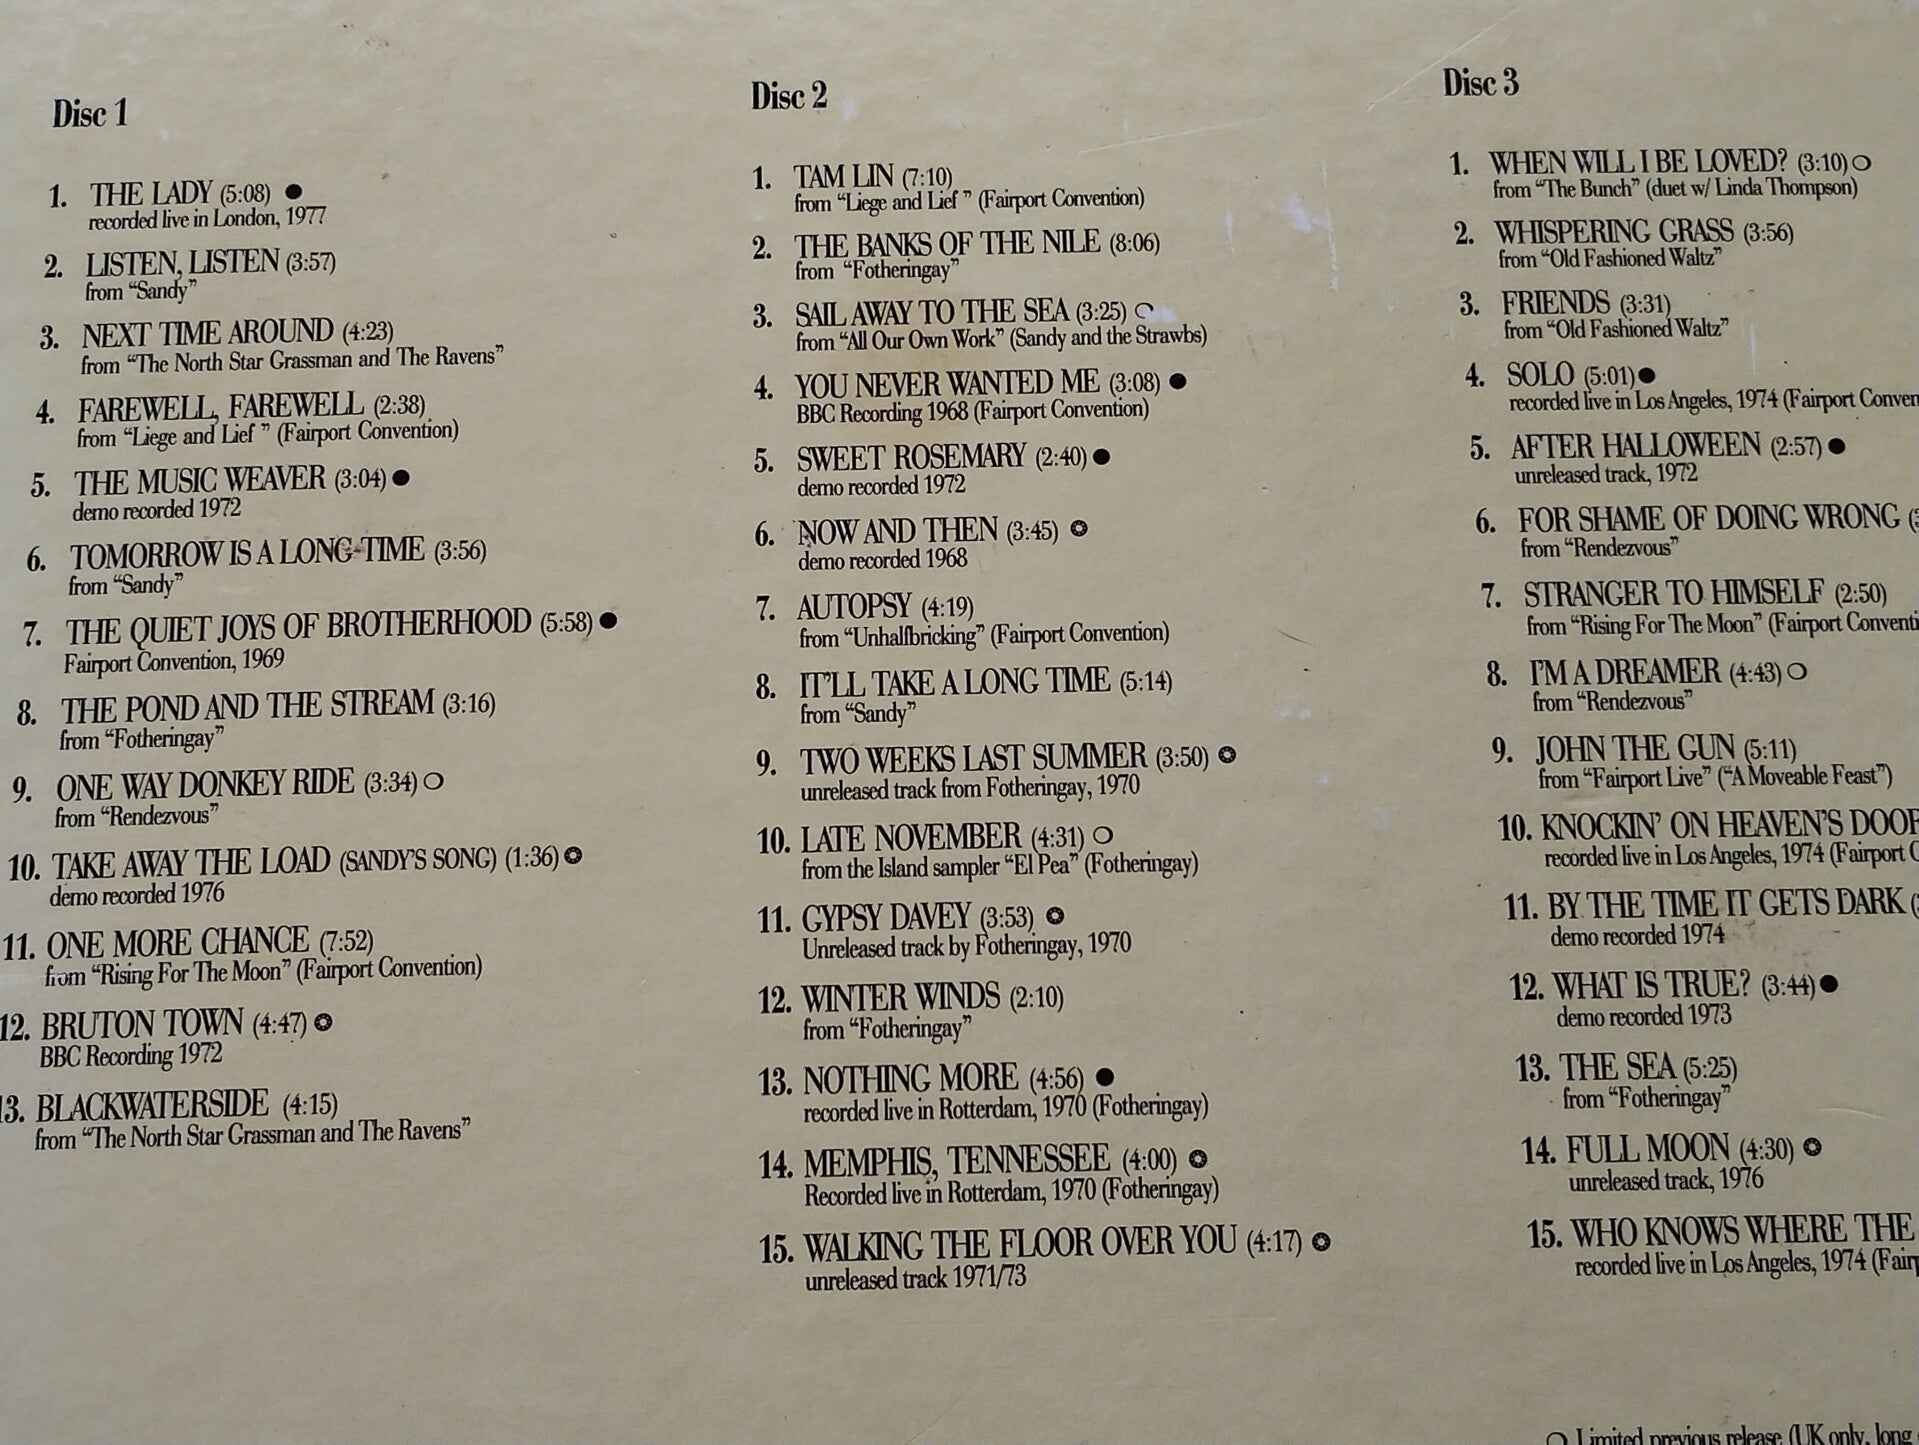 Disc 1
1. THE LADY (5:08) ●
recorded live in London, 1977
2. LISTEN, LISTEN (3:57)
from “Sandy”
3. NEXT TIME AROUND (4:23)
from “The North Star Grassman and The Ravens”
4. FAREWELL, FAREWELL (2:38)
from “Liege and Lief ” (Fairport Convention)
5. THE MUSIC WEAVER (3:04) ●
demo recorded 1972
6. TOMORROW IS A LONG TIME (3:56)
from “Sandy”
7. THE QUIET JOYS OF BROTHERHOOD (5:58) ●
Fairport Convention, 1969
8. THE POND AND THE STREAM (3:16)
from “Fotheringay”
9. ONE WAY DONKEY RIDE (3:34) ○
from “Rendezvous”
10. TAKE AWAY THE LOAD (SANDY’S SONG) (1:36) ✪
demo recorded 1976
11. ONE MORE CHANCE (7:52)
from “Rising For The Moon” (Fairport Convention)
12. BRUTON TOWN (4:47) ✪
BBC Recording 1972
13. BLACKWATERSIDE (4:15)
from “The North Star Grassman and The Ravens”
Disc 2
1. TAM LIN (7:10)
from “Liege and Lief ” (Fairport Convention)
2. THE BANKS OF THE NILE (8:06)
from “Fotheringay”
3. SAIL AWAY TO THE SEA (3:25) ○
from “All Our Own Work” (Sandy and the Strawbs)
4. YOU NEVER WANTED ME (3:08) ●
BBC Recording 1968 (Fairport Convention)
5. SWEET ROSEMARY (2:40) ●
demo recorded 1972
6. NOW AND THEN (3:45) ✪
demo recorded 1968
7. AUTOPSY (4:19)
from “Unhalfbricking” (Fairport Convention)
8. IT’LL TAKE A LONG TIME (5:14)
from “Sandy”
9. TWO WEEKS LAST SUMMER (3:50) ✪
unreleased track from Fotheringay, 1970
10. LATE NOVEMBER (4:31) ○
from the Island sampler “El Pea” (Fotheringay)
11. GYPSY DAVEY (3:53) ✪
Unreleased track by Fotheringay, 1970
12. WINTER WINDS (2:10)
from “Fotheringay”
13. NOTHING MORE (4:56) ●
recorded live in Rotterdam, 1970 (Fotheringay)
14. MEMPHIS, TENNESSEE (4:00) ✪
Recorded live in Rotterdam, 1970 (Fotheringay)
15. WALKING THE FLOOR OVER YOU (4:17) ✪
unreleased track 1971/73
Disc 3
1. WHEN WILL I BE LOVED? (3:10) ○
from “The Bunch” (duet w/ Linda Thompson)
2. WHISPERING GRASS (3:56)
from “Old Fashioned Waltz”
3. FRIENDS (3:31)
from “Old Fashioned Waltz”
4. SOLO (5:01) ●
recorded live in Los Angeles, 1974 (Fairport Conven
5. AFTER HALLOWEEN (2:57) ●
unreleased track, 1972
6. FOR SHAME OF DOING WRONG (
from “Rendezvous”
7. STRANGER TO HIMSELF (2:50)
from “Rising For The Moon” (Fairport Conventi
8. I’M A DREAMER (4:43) ○
from “Rendezvous”
9. JOHN THE GUN (5:11)
from “Fairport Live” (“A Moveable Feast”)
10. KNOCKIN’ ON HEAVEN’S DOOR
recorded live in Los Angeles, 1974 (Fairport C
11. BY THE TIME IT GETS DARK (
demo recorded 1974
12. WHAT IS TRUE? (3:44) ●
demo recorded 1973
13. THE SEA (5:25)
from “Fotheringay”
14. FULL MOON (4:30) ✪
unreleased track, 1976
15. WHO KNOWS WHERE THE
recorded live in Los Angeles, 1974 (Fairp
○ Limited previous release (UK only, long